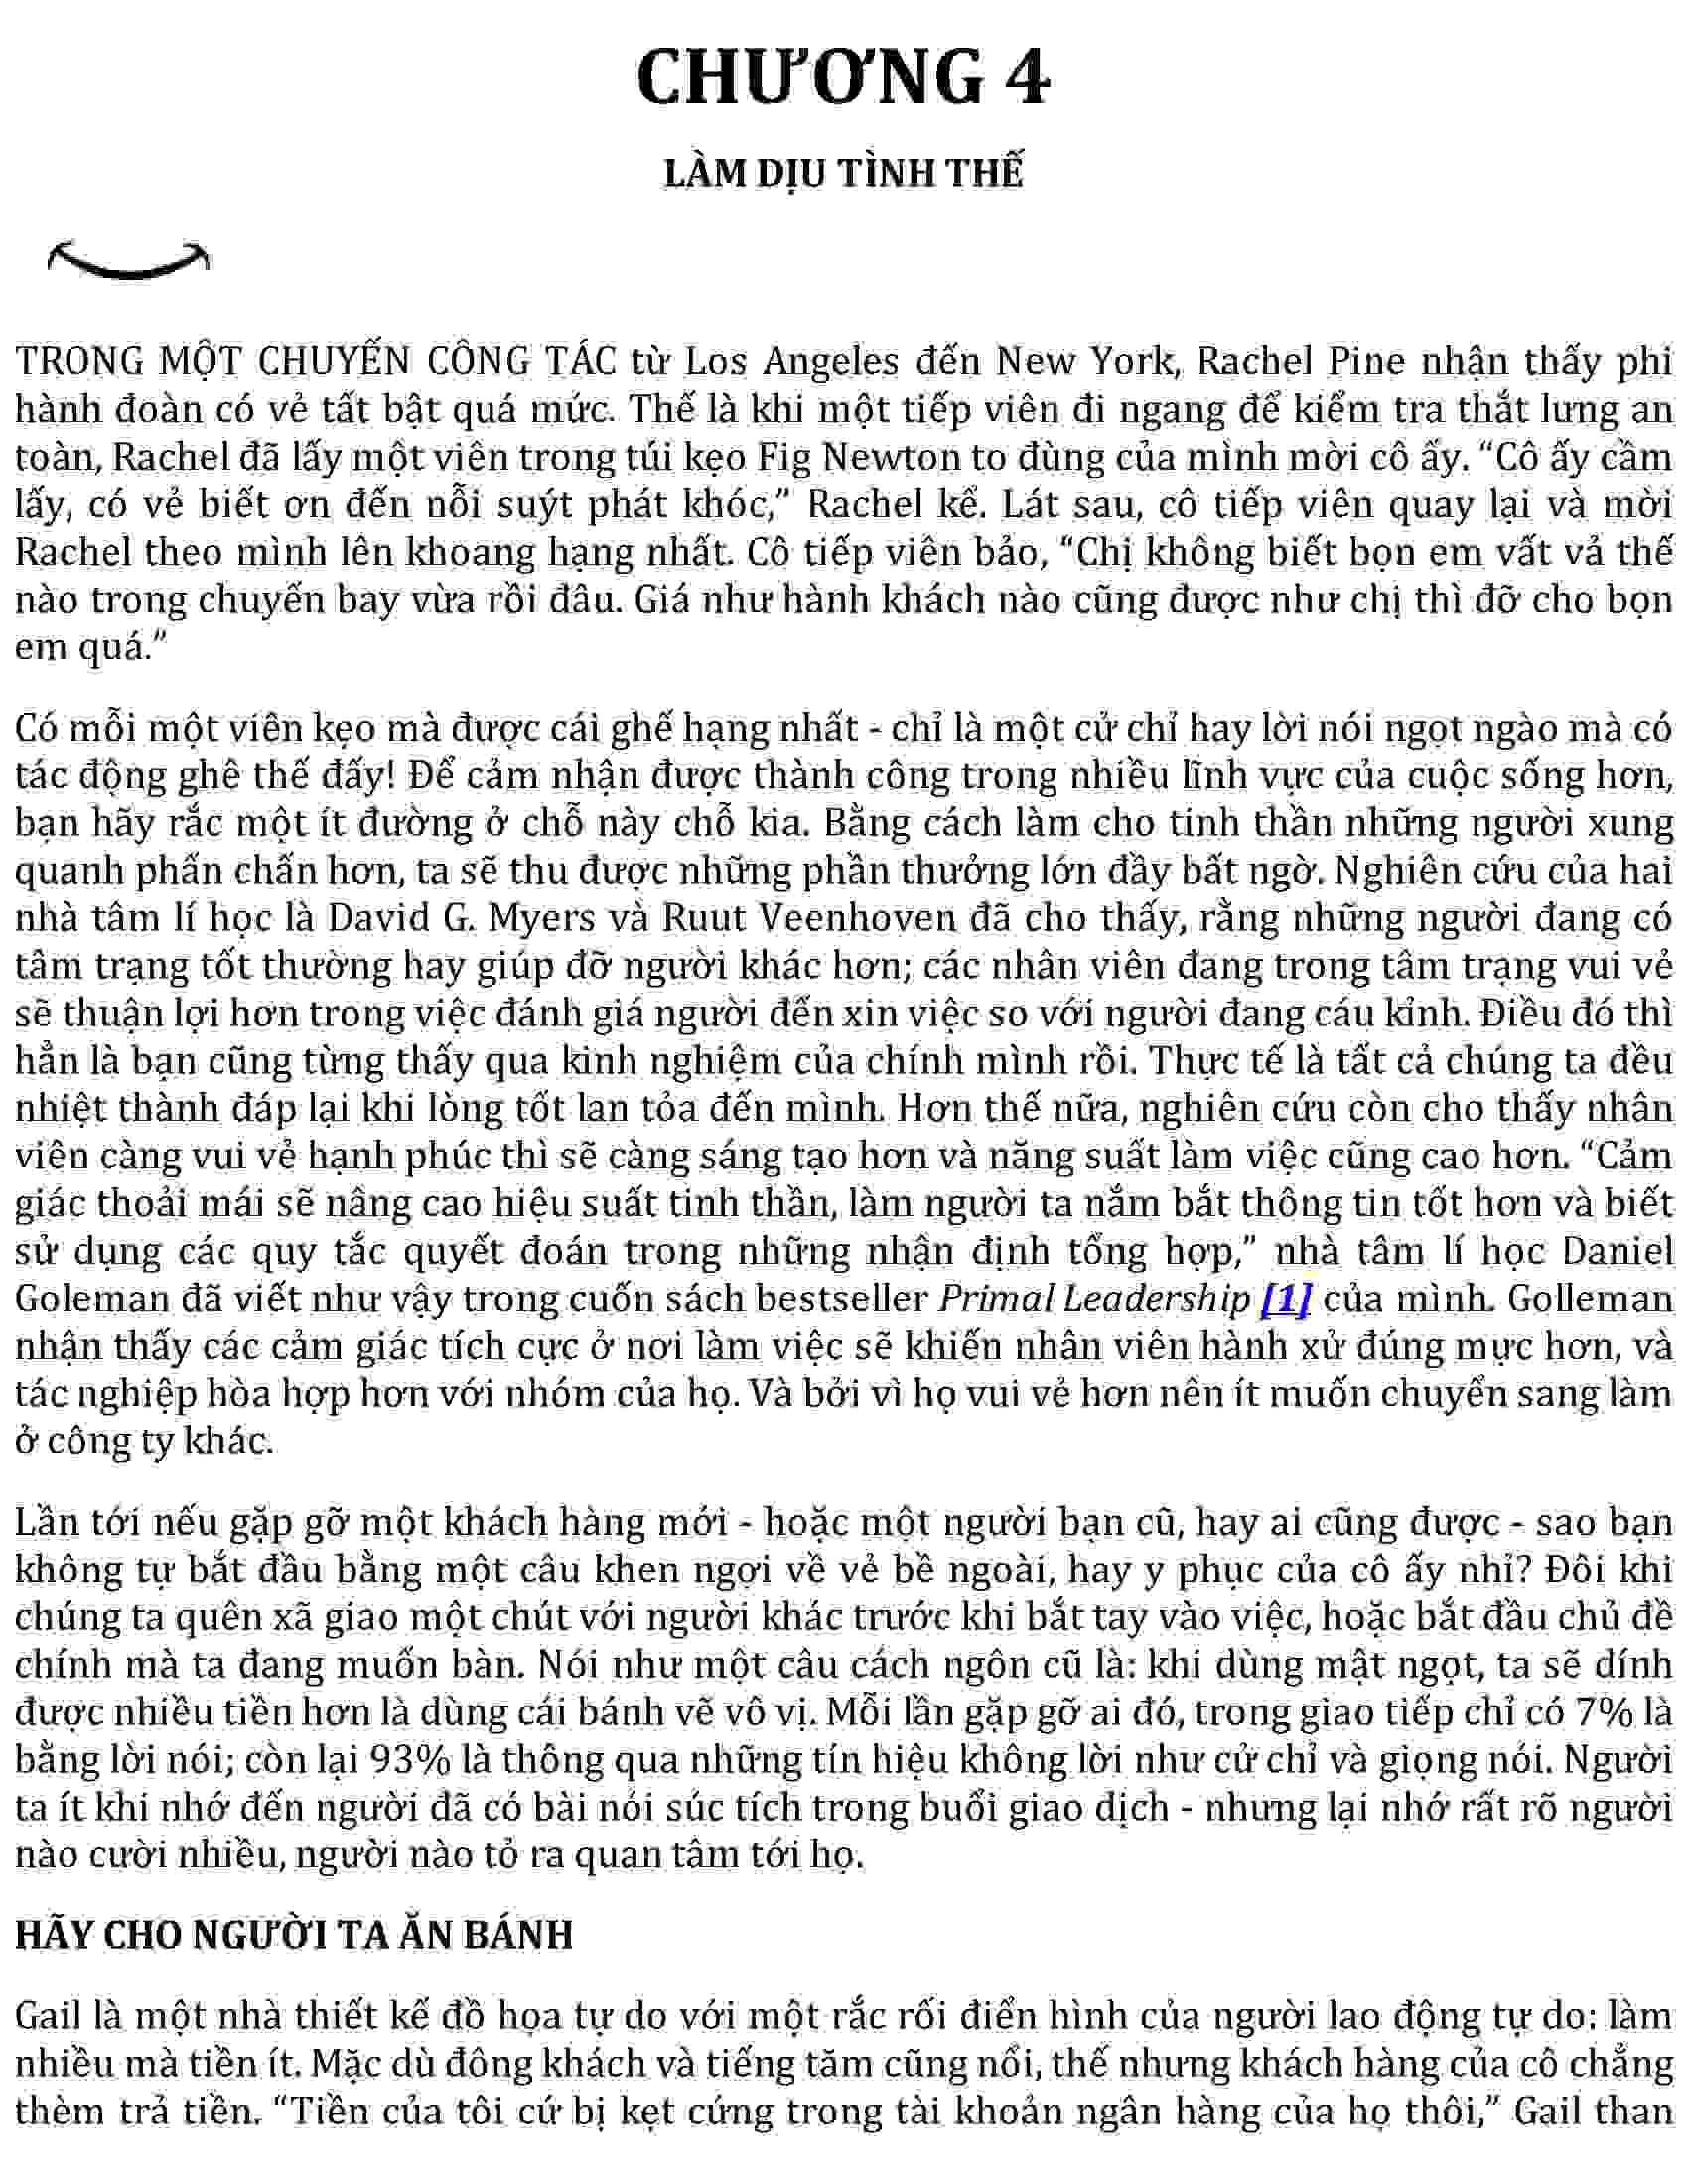 CHƯƠNG 4
LÀM DỊU TÌNH THẾ
TRONG MỘT CHUYẾN CÔNG TÁC từ Los Angeles đến New York, Rachel Pine nhận thấy phi
hành đoàn có vẻ tất bật quá mức. Thế là khi một tiếp viên đi ngang để kiểm tra thắt lưng an
toàn, Rachel đã lấy một viên trong túi kẹo Fig Newton to đùng của mình mời cô ấy. “Cô ấy cầm
lấy, có vẻ biết ơn đến nỗi suýt phát khóc,” Rachel kể. Lát sau, cô tiếp viên quay lại và mời
Rachel theo mình lên khoang hạng nhất. Cô tiếp viên bảo, “Chị không biết bọn em vất vả thế
nào trong chuyến bay vừa rồi đâu. Giá như hành khách nào cũng được như chị thì đỡ cho bọn
em quá.”
Có mỗi một viên kẹo mà được cái ghế hạng nhất - chỉ là một cử chỉ hay lời nói ngọt ngào mà có
tác động ghê thế đấy! Để cảm nhận được thành công trong nhiều lĩnh vực của cuộc sống hơn,
bạn hãy rắc một ít đường ở chỗ này chỗ kia. Bằng cách làm cho tinh thần những người xung
quanh phấn chấn hơn, ta sẽ thu được những phần thưởng lớn đầy bất ngờ. Nghiên cứu của hai
nhà tâm lí học là David G. Myers và Ruut Veenhoven đã cho thấy, rằng những người đang có
tâm trạng tốt thường hay giúp đỡ người khác hơn; các nhân viên đang trong tâm trạng vui vẻ
sẽ thuận lợi hơn trong việc đánh giá người đến xin việc so với người đang cáu kỉnh. Điều đó thì
hẳn là bạn cũng từng thấy qua kinh nghiệm của chính mình rồi. Thực tế là tất cả chúng ta đều
nhiệt thành đáp lại khi lòng tốt lan tỏa đến mình. Hơn thế nữa, nghiên cứu còn cho thấy nhân
viên càng vui vẻ hạnh phúc thì sẽ càng sáng tạo hơn và năng suất làm việc cũng cao hơn. “Cảm
giác thoải mái sẽ nâng cao hiệu suất tinh thần, làm người ta nắm bắt thông tin tốt hơn và biết
sử dụng các quy tắc quyết đoán trong những nhận định tổng hợp,” nhà tâm lí học Daniel
Goleman đã viết như vậy trong cuốn sách bestseller Primal Leadership [1] của mình. Golleman
nhận thấy các cảm giác tích cực ở nơi làm việc sẽ khiến nhân viên hành xử đúng mực hơn, và
tác nghiệp hòa hợp hơn với nhóm của họ. Và bởi vì họ vui vẻ hơn nên ít muốn chuyển sang làm
ở công ty khác.
Lần tới nếu gặp gỡ một khách hàng mới - hoặc một người bạn cũ, hay ai cũng được - sao bạn
không tự bắt đầu bằng một câu khen ngợi về vẻ bề ngoài, hay y phục của cô ấy nhỉ? Đôi khi
chúng ta quên xã giao một chút với người khác trước khi bắt tay vào việc, hoặc bắt đầu chủ đề
chính mà ta đang muốn bàn. Nói như một câu cách ngôn cũ là: khi dùng mật ngọt, ta sẽ dính
được nhiều tiền hơn là dùng cái bánh vẽ vô vị. Mỗi lần gặp gỡ ai đó, trong giao tiếp chỉ có 7% là
bằng lời nói; còn lại 93% là thông qua những tín hiệu không lời như cử chỉ và giọng nói. Người
ta ít khi nhớ đến người đã có bài nói súc tích trong buổi giao dịch - nhưng lại nhớ rất rõ người
nào cười nhiều, người nào tỏ ra quan tâm tới họ.
HÃY CHO NGƯỜI TA ĂN BÁNH
Gail là một nhà thiết kế đồ họa tự do với một rắc rối điển hình của người lao động tự do: làm
nhiều mà tiền ít. Mặc dù đông khách và tiếng tăm cũng nổi, thế nhưng khách hàng của cô chẳng
thèm trả tiền. “Tiền của tôi cứ bị kẹt cứng trong tài khoản ngân hàng của họ thôi,” Gail than